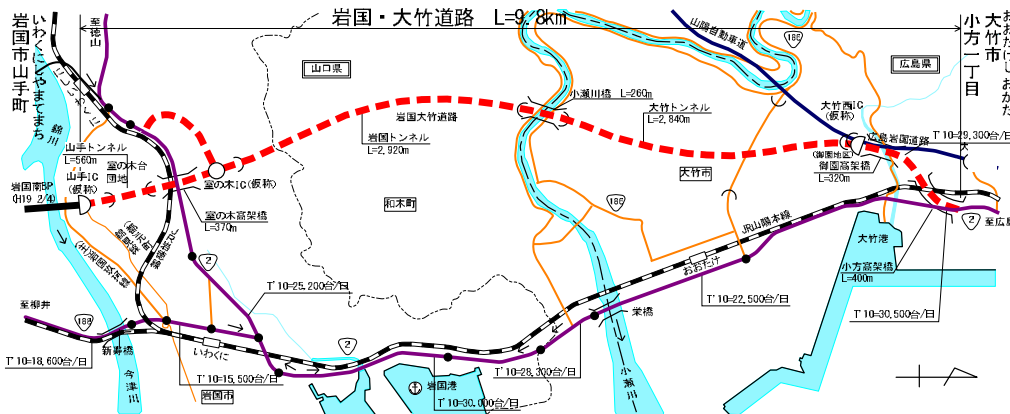 岩国・大竹道路 L=9.8km
いわくにしやまてまち
岩国市山手町
至徳山
にしいわくに
錦川
山口県
山陽自動車道
186
広島県
おおたけし おがた
大竹市
小方一丁目
小瀬川橋 L=260m
岩国大竹道路
岩国トンネル
L=2,920m
大竹トンネル
L=2,840m
大竹西IC
(仮称)
広島岩国道路
T'10=29,300台/日
(御園地区)
御園高架橋
L=320m
山手トンネル
L=560m
室の木台
団地
山手IC
(仮称)
岩国南BP
(H19 2/4)
室の木IC(仮称)
室の木高架橋
L=370m
大竹市
和木町
186
JR山陽本線
2
至広島
大竹港
小方高架橋
L=400m
おおたけ
2
T'10=25,200台/日
T'10=22,500台/日
T'10=30,500台/日
至柳井
188
新寿橋
いわくに
2
栄橋
T'10=18,600台/日
T'10=15,500台/日
T'10=28,300台/日
今津川
岩国市
岩国港
T'10=30,000台/日
小瀬川